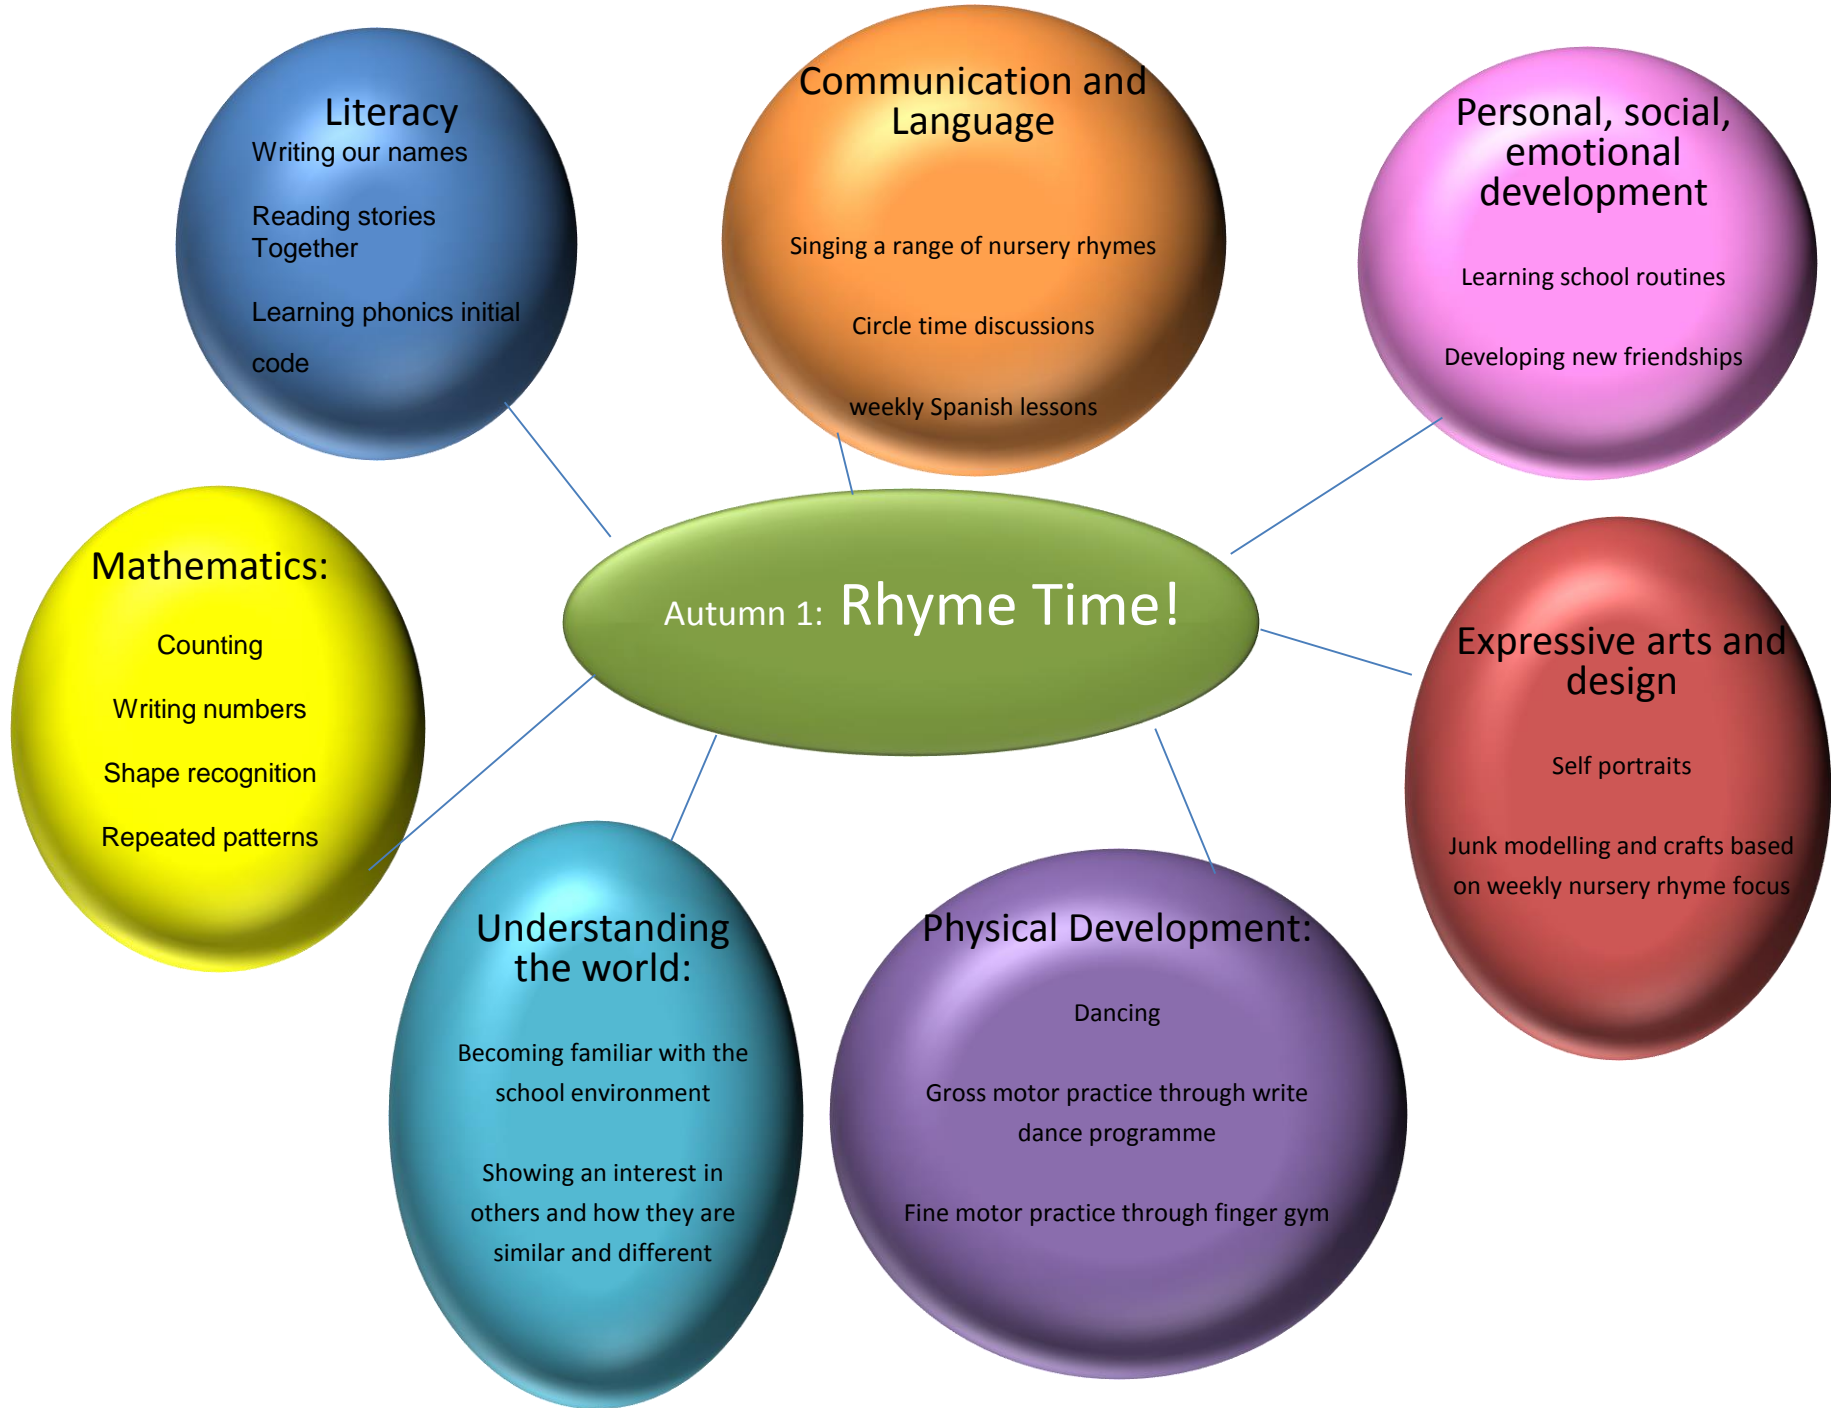 Literacy
Writing our names
Reading stories
Together
Learning phonics initial
code
Communication and
Language
Singing a range of nursery rhymes
Circle time discussions
weekly Spanish lessons
Personal, social,
emotional
development
Learning school routines
Developing new friendships
Mathematics:
Counting
Writing numbers
Shape recognition
Repeated patterns
Autumn 1: Rhyme Time!
Expressive arts and
design
Self portraits
Junk modelling and crafts based
on weekly nursery rhyme focus
Understanding
the world:
Becoming familiar with the
school environment
Showing an interest in
others and how they are
similar and different
Physical Development:
Dancing
Gross motor practice through write
dance programme
Fine motor practice through finger gym